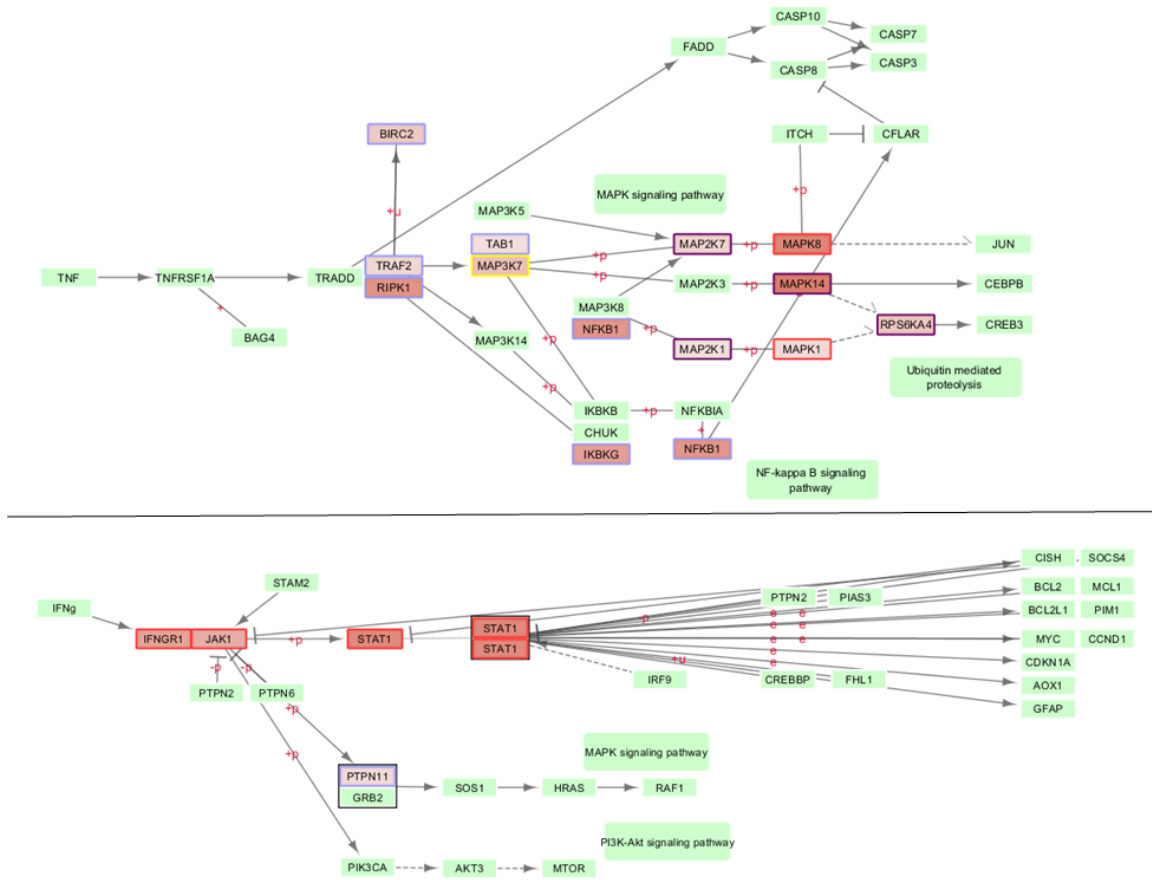 CASP10
CASP7
FADD
CASP8
CASP3
BIRC2
ITCH
CFLAR
+p
MAPK signaling pathway
+u
MAP3K5
TAB1
MAP2K7
+p
MAPK8
JUN
TNF
TNFRSF1A
TRADD
TRAF2
MAP3K7
+p
+p
RIPK1
MAP2K3
+p
MAPK14
CEBPB
+
MAP3K8
NFKB1
+p
RPS6KA4
CREB3
BAG4
MAP3K14
+p
MAP2K1
+p
MAPK1
Ubiquitin mediated
proteolysis
+p
IKBKB
+p
NFKBIA
CHUK
+
IKBKG
NFKB1
NF-kappa B signaling
pathway
CISH
SOCS4
STAM2
BCL2
MCL1
IFNg
PTPN2
PIAS3
BCL2L1
PIM1
-p
e
e
STAT1
e
e
IFNGR1
JAK1
+p
STAT1
MYC
CCND1
e
e
STAT1
e
+u
e
CDKN1A
-p
-p
IRF9
CREBBP
FHL1
AOX1
PTPN2
PTPN6
GFAP
+p
+p
MAPK signaling pathway
PTPN11
SOS1
HRAS
RAF1
GRB2
PI3K-Akt signaling pathway
PIK3CA
AKT3
MTOR